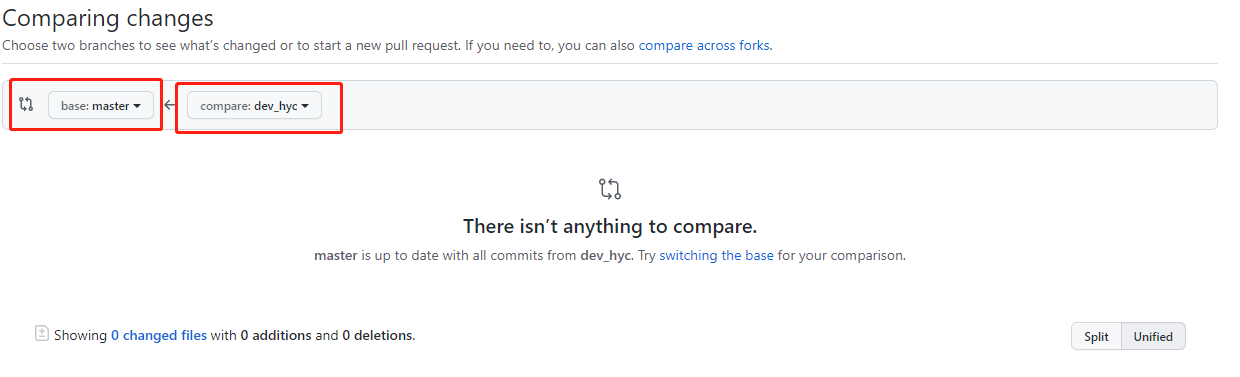 Comparing changes
Choose two branches to see what's changed or to start a new pull request. If you need to, you can also compare across forks.
base: master compare: dev_hyc
There isn't anything to compare.
master is up to date with all commits from dev_hyc. Try switching the base for your comparison.
Showing 0 changed files with 0 additions and 0 deletions. Split Unified